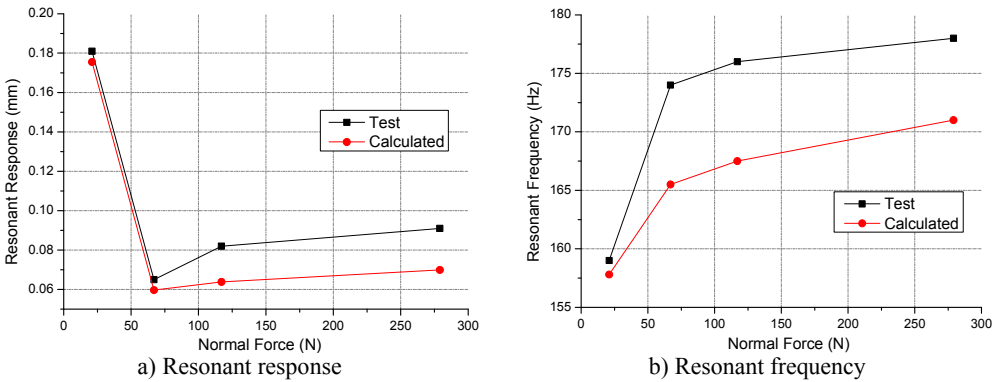 0.20
0.18
0.16
0.14
0.12
0.10
0.08
0.06
Resonant Response (mm)
Test
Calculated
0 50 100 150 200 250 300
Normal Force (N)
a) Resonant response
180
175
170
165
160
155
Resonant Frequency (Hz)
Test
Calculated
0 50 100 150 200 250 300
Normal Force (N)
b) Resonant frequency